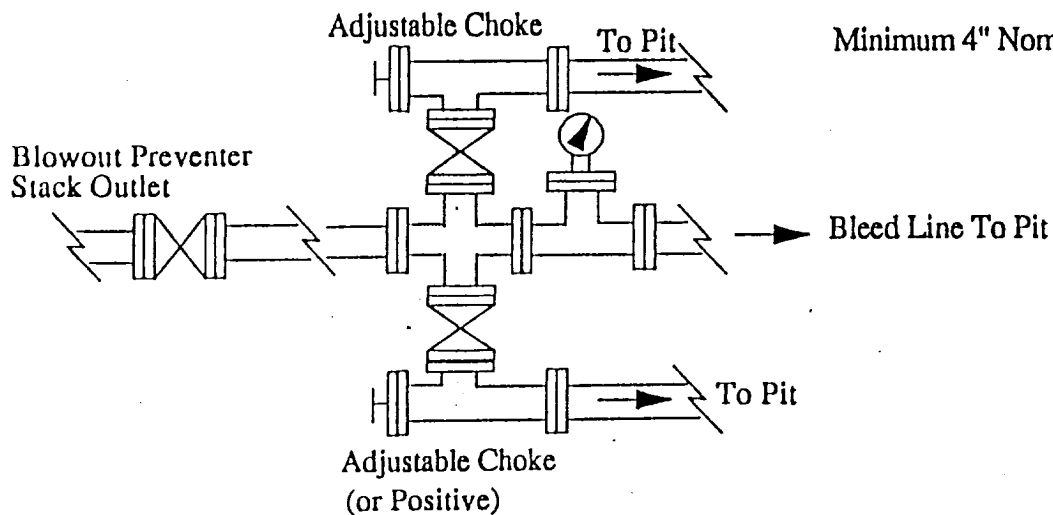 Adjustable Choke
To Pit
Minimum 4" Nom
Blowout Preventer
Stack Outlet
Bleed Line To Pit
To Pit
Adjustable Choke
(or Positive)